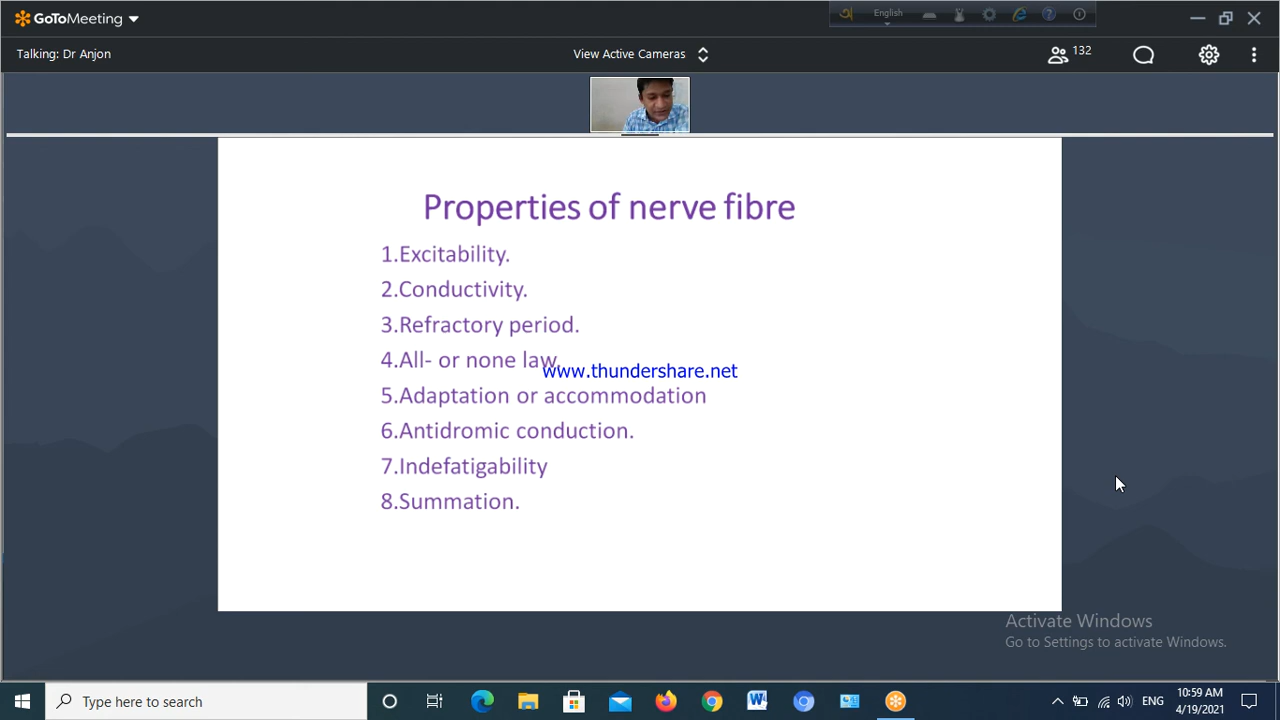 GoToMeeting
English
Talking: Dr Anjon
View Active Cameras
132
Properties of nerve fibre
1.Excitability.
2.Conductivity.
3.Refractory period.
4.All- or none law.
www.thundershare.net
5.Adaptation or accommodation
6.Antidromic conduction.
7.Indefatigability
8.Summation.
Activate Windows
Go to Settings to activate Windows.
Type here to search
ENG
10:59 AM
4/19/2021